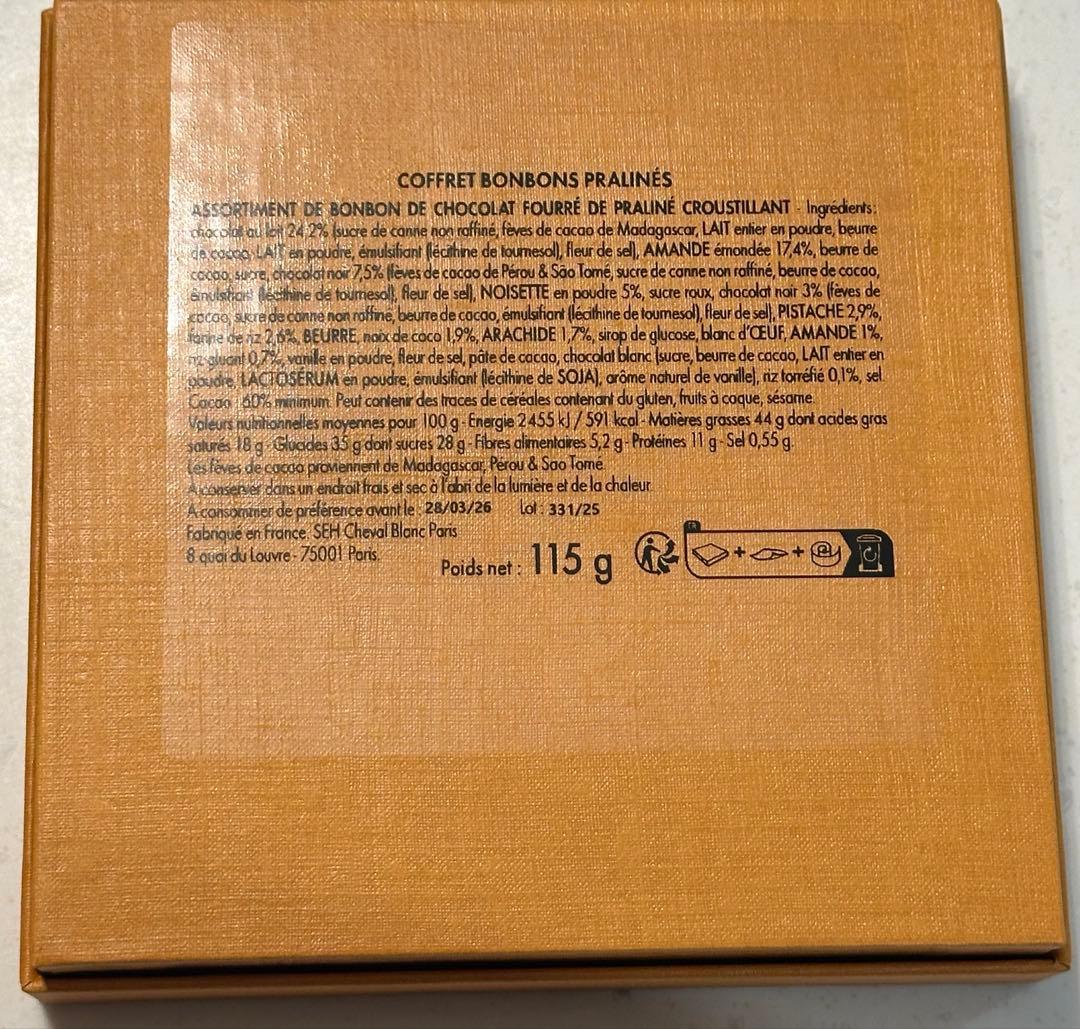 COFFRET BONBONS PRALINÉS
ASSORTIMENT DE BONBON DE CHOCOLAT FOURRÉ DE PRALINÉ CROUSTILLANT - Ingrédients:
chocolat au lait 24,2% (sucre de canne non raffiné, fèves de cacao de Madagascar, LAIT entier en poudre, beurre
de cacao, LAIT en poudre, émulsifiant (lécithine de tournesol), fleur de sel), AMANDE émondée 17,4%, beurre de
cacao, sucre, chocolat noir 7,5% (fèves de cacao de Pérou & São Tomé, sucre de canne non raffiné, beurre de cacao,
émulsifiant (lécithine de tournesol), fleur de sel), NOISETTE en poudre 5%, sucre roux, chocolat noir 3% (fèves de
cacao, sucre de canne non raffiné, beurre de cacao, émulsifiant (lécithine de tournesol), fleur de sel), PISTACHE 2,9%,
farine de riz 2,6%, BEURRE, noix de coco 1,9%, ARACHIDE 1,7%, sirop de glucose, blanc d'ŒUF, AMANDE 1%,
riz gluant 0,7%, vanille en poudre, fleur de sel, pâte de cacao, chocolat blanc (sucre, beurre de cacao, LAIT entier en
poudre, LACTOSÉRUM en poudre, émulsifiant (lécithine de SOJA), arôme naturel de vanille), riz torréfié 0,1%, sel.
Cacao : 60% minimum. Peut contenir des traces de céréales contenant du gluten, fruits à coque, sésame.
Valeurs nutritionnelles moyennes pour 100 g - Energie 2455 kJ / 591 kcal - Matières grasses 44 g dont acides gras
saturés 18 g - Glucides 35 g dont sucres 28 g - Fibres alimentaires 5,2 g - Protéines 11 g - Sel 0,55 g.
Les fèves de cacao proviennent de Madagascar, Pérou & Sao Tomé.
A conserver dans un endroit frais et sec à l'abri de la lumière et de la chaleur.
A consommer de préférence avant le : 28/03/26 Lot : 331/25
Fabriqué en France. SEH Cheval Blanc Paris
8 quai du Louvre - 75001 Paris.
Poids net : 115 g
FR